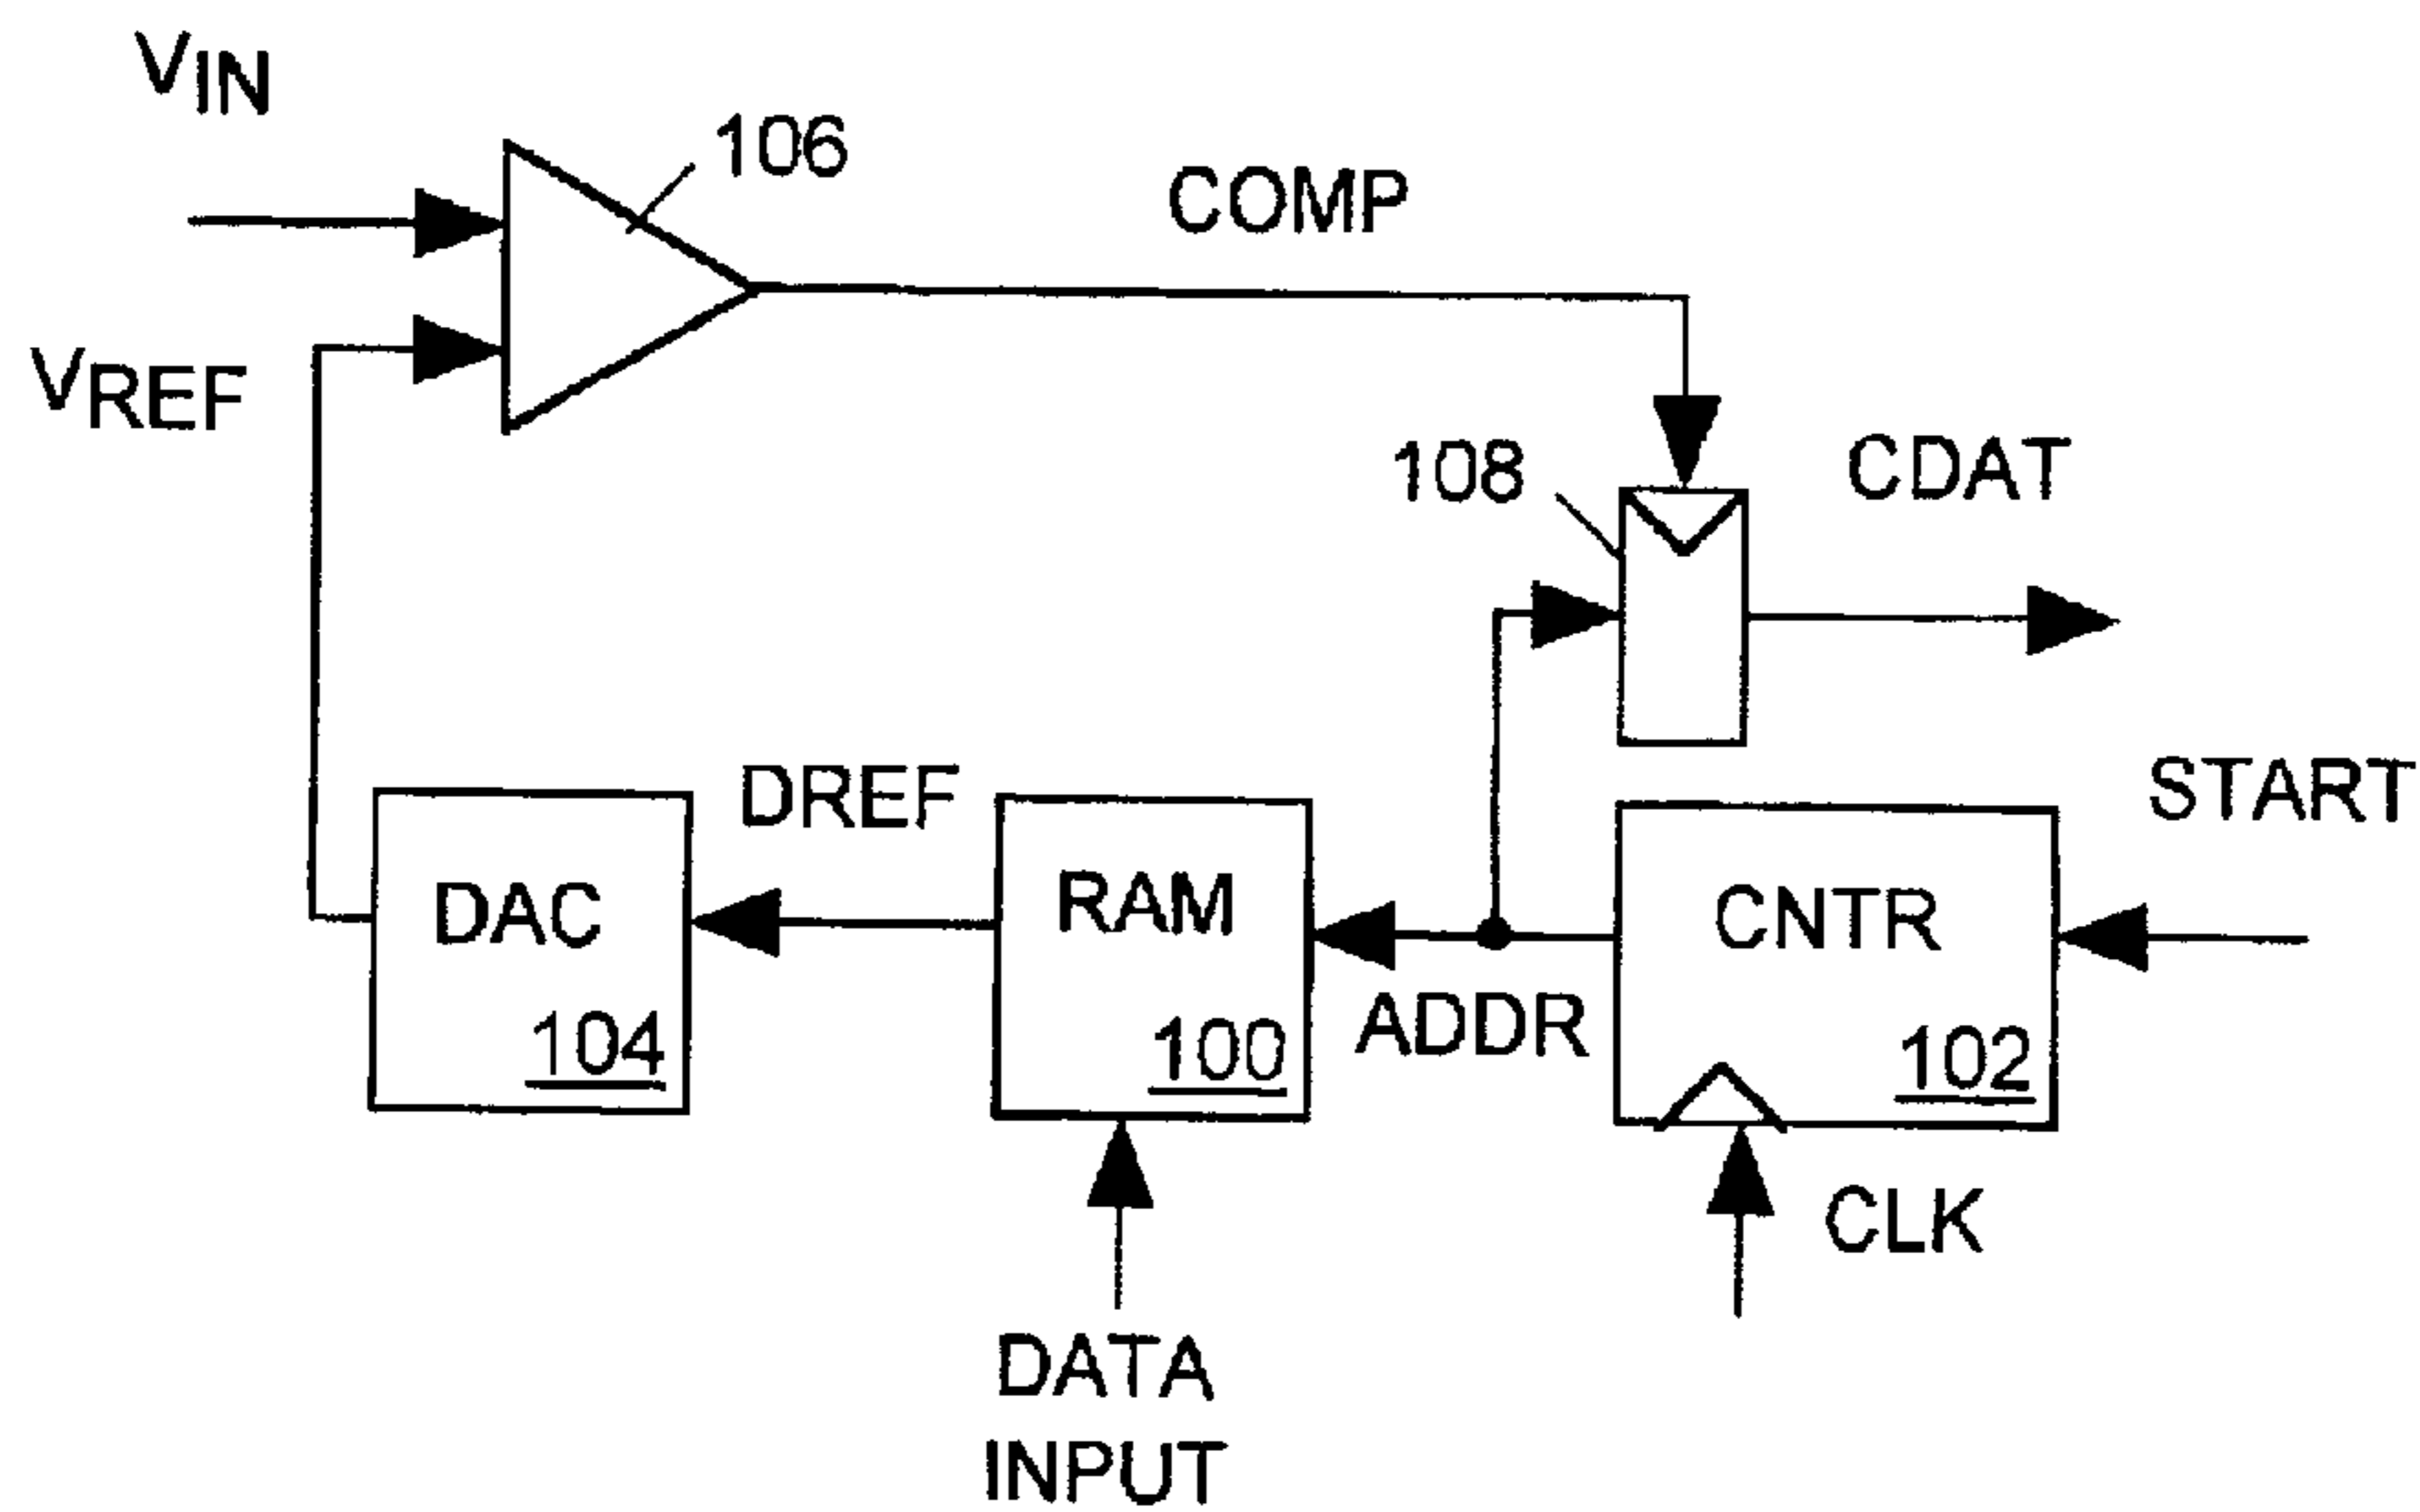 VIN
106
COMP
VREF
108
CDAT
START
DREF
DAC
RAM
CNTR
104
100
ADDR
102
CLK
DATA
INPUT